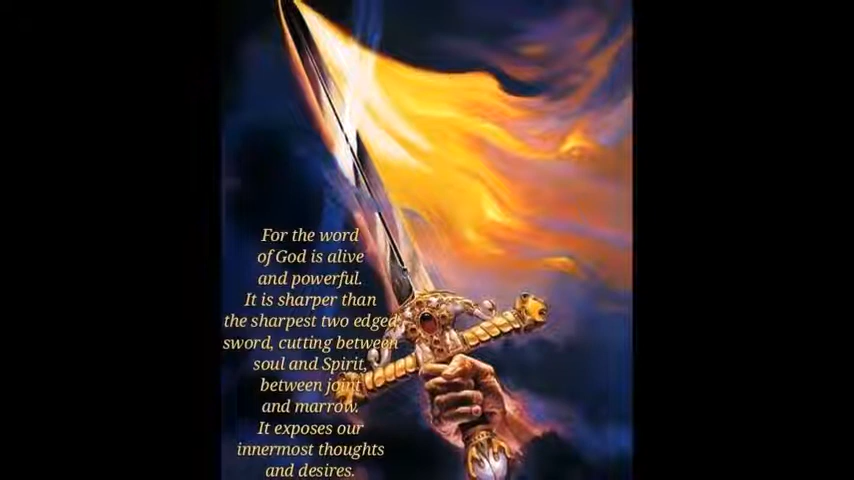 For the word
of God is alive
and powerful.
It is sharper than
the sharpest two edged
sword, cutting between
soul and Spirit,
between joint
and marrow.
It exposes our
innermost thoughts
and desires.